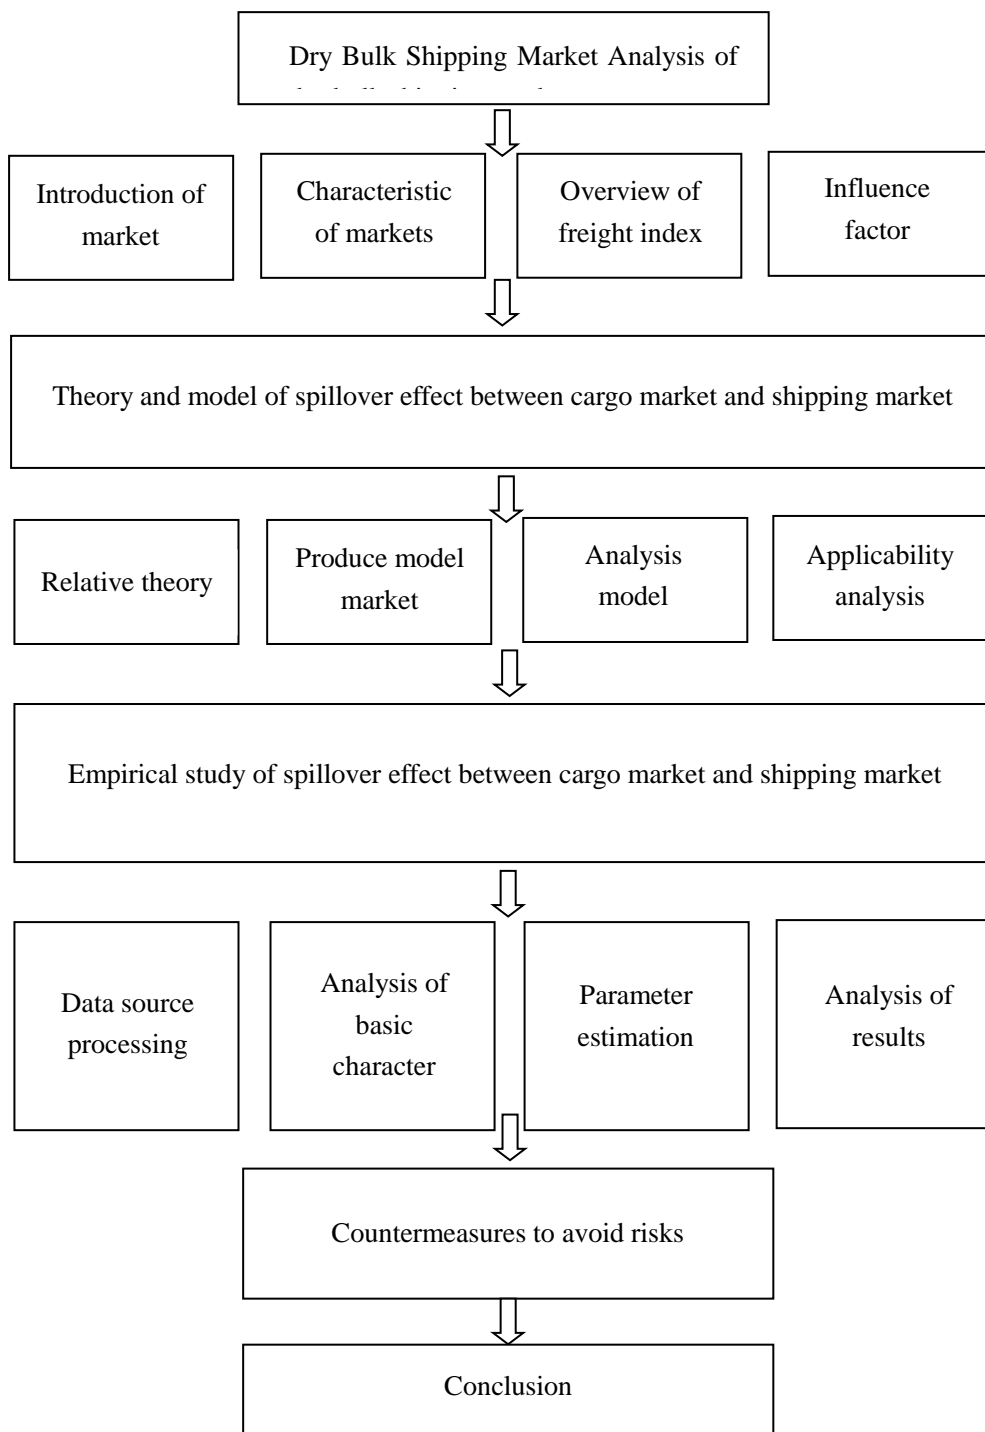 Dry Bulk Shipping Market Analysis of
Introduction of
market
Characteristic
of markets
Overview of
freight index
Influence
factor
Theory and model of spillover effect between cargo market and shipping market
Relative theory
Produce model
market
Analysis
model
Applicability
analysis
Empirical study of spillover effect between cargo market and shipping market
Data source
processing
Analysis of
basic
character
Parameter
estimation
Analysis of
results
Countermeasures to avoid risks
Conclusion